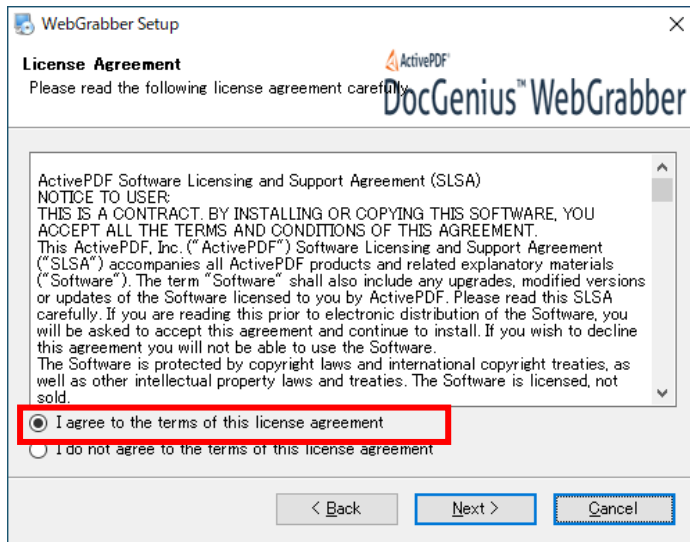 WebGrabber Setup
License Agreement
Please read the following license agreement carefully.
ActivePDF®
DocGenius™ WebGrabber
ActivePDF Software Licensing and Support Agreement (SLSA)
NOTICE TO USER:
THIS IS A CONTRACT. BY INSTALLING OR COPYING THIS SOFTWARE, YOU
ACCEPT ALL THE TERMS AND CONDITIONS OF THIS AGREEMENT.
This ActivePDF, Inc. ("ActivePDF") Software Licensing and Support Agreement
("SLSA") accompanies all ActivePDF products and related explanatory materials
("Software"). The term "Software" shall also include any upgrades, modified versions
or updates of the Software licensed to you by ActivePDF. Please read this SLSA
carefully. If you are reading this prior to electronic distribution of the Software, you
will be asked to accept this agreement and continue to install. If you wish to decline
this agreement you will not be able to use the Software.
The Software is protected by copyright laws and international copyright treaties, as
well as other intellectual property laws and treaties. The Software is licensed, not
sold.
I agree to the terms of this license agreement
I do not agree to the terms of this license agreement
< Back
Next >
Cancel